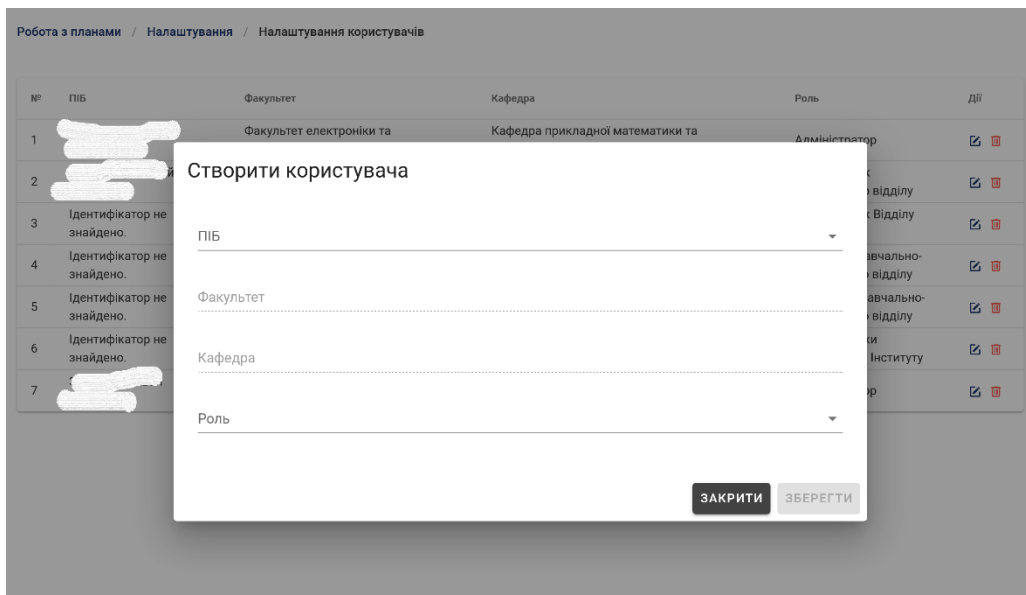 Робота з планами / Налаштування / Налаштування користувачів
№ ПІБ Факультет Кафедра Роль Дії
1 Факультет електроніки та Кафедра прикладної математики та Адміністратор
2
відділу
3 Ідентифікатор не знайдено. Відділу
4 Ідентифікатор не знайдено.
відділу
5 Ідентифікатор не знайдено.
відділу
6 Ідентифікатор не знайдено.
Інституту
7
Створити користувача
ПІБ
Факультет
Кафедра
Роль
ЗАКРИТИ ЗБЕРЕГТИ